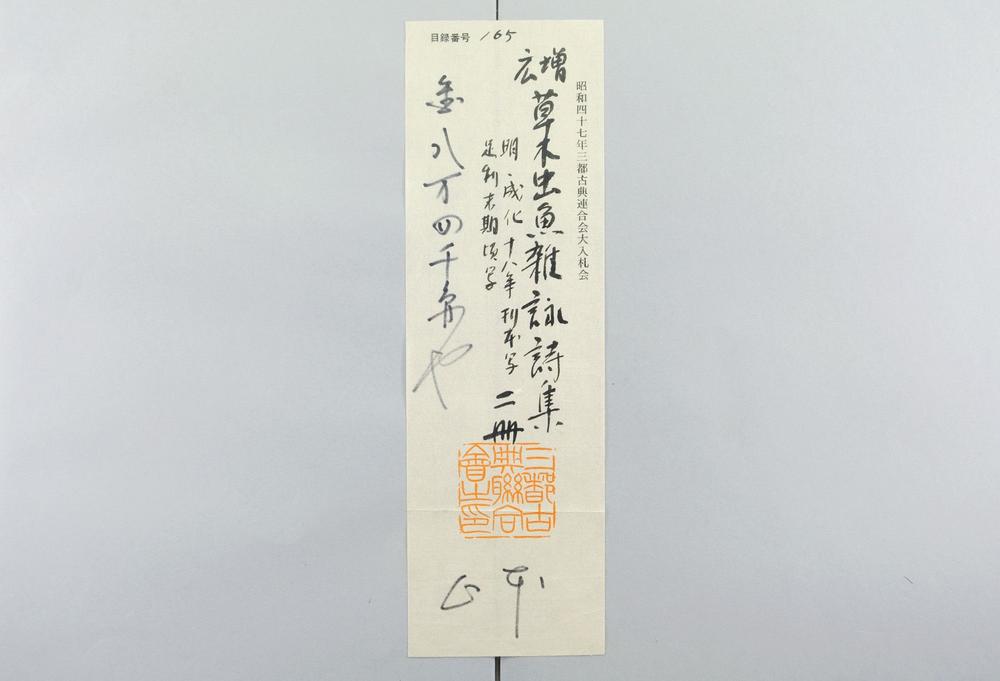 目録番号 165
昭和四十七年三都古典連合会大入札会
増広 草木虫魚雑詠詩集
明・成化十八年刊本写
足利末期頃写
二冊
金八万四千 也
三都古
典聯合
會之印